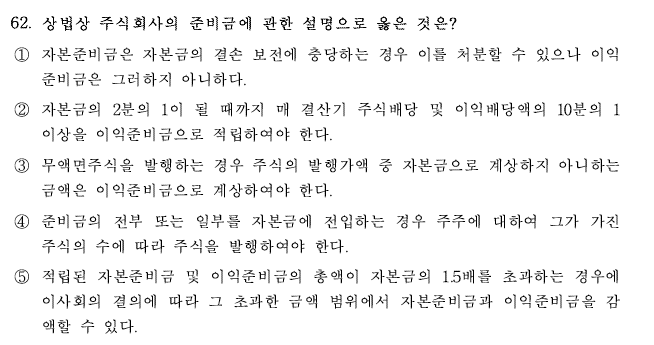 62. 상법상 주식회사의 준비금에 관한 설명으로 옳은 것은?
① 자본준비금은 자본금의 결손 보전에 충당하는 경우 이를 처분할 수 있으나 이익
준비금은 그러하지 아니하다.
② 자본금의 2분의 1이 될 때까지 매 결산기 주식배당 및 이익배당액의 10분의 1
이상을 이익준비금으로 적립하여야 한다.
③ 무액면주식을 발행하는 경우 주식의 발행가액 중 자본금으로 계상하지 아니하는
금액은 이익준비금으로 계상하여야 한다.
④ 준비금의 전부 또는 일부를 자본금에 전입하는 경우 주주에 대하여 그가 가진
주식의 수에 따라 주식을 발행하여야 한다.
⑤ 적립된 자본준비금 및 이익준비금의 총액이 자본금의 1.5배를 초과하는 경우에
이사회의 결의에 따라 그 초과한 금액 범위에서 자본준비금과 이익준비금을 감
액할 수 있다.